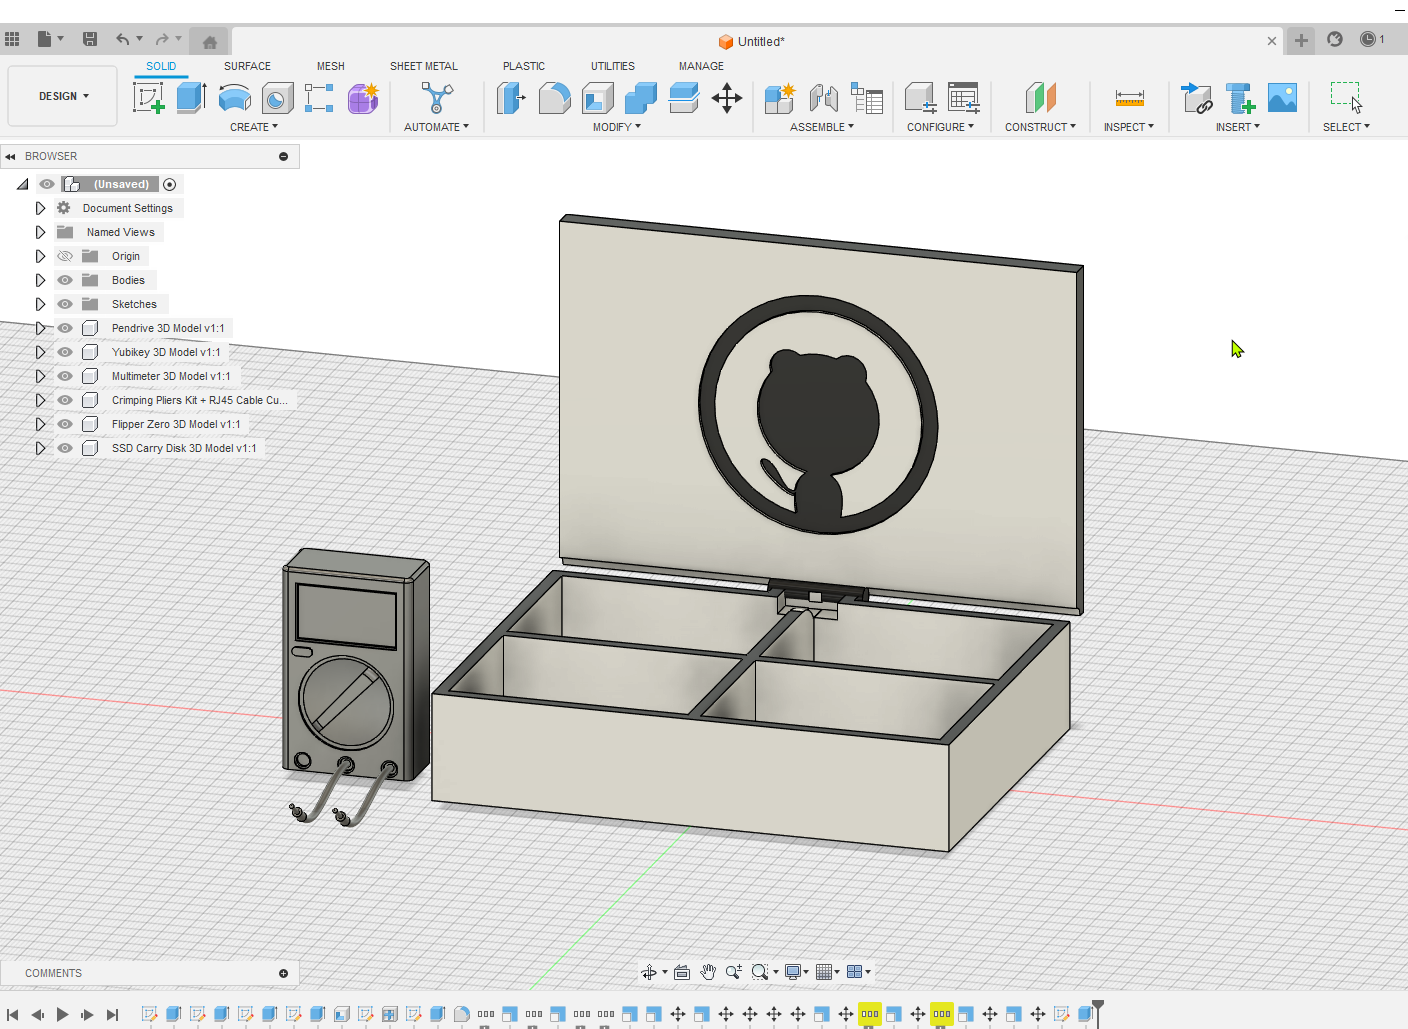 Untitled*
1
DESIGN
SOLID
SURFACE
MESH
SHEET METAL
PLASTIC
UTILITIES
MANAGE
CREATE
AUTOMATE
MODIFY
ASSEMBLE
CONFIGURE
CONSTRUCT
INSPECT
INSERT
SELECT
BROWSER
(Unsaved)
Document Settings
Named Views
Origin
Bodies
Sketches
Pendrive 3D Model v1:1
Yubikey 3D Model v1:1
Multimeter 3D Model v1:1
Crimping Pliers Kit + RJ45 Cable Cu...
Flipper Zero 3D Model v1:1
SSD Carry Disk 3D Model v1:1
COMMENTS